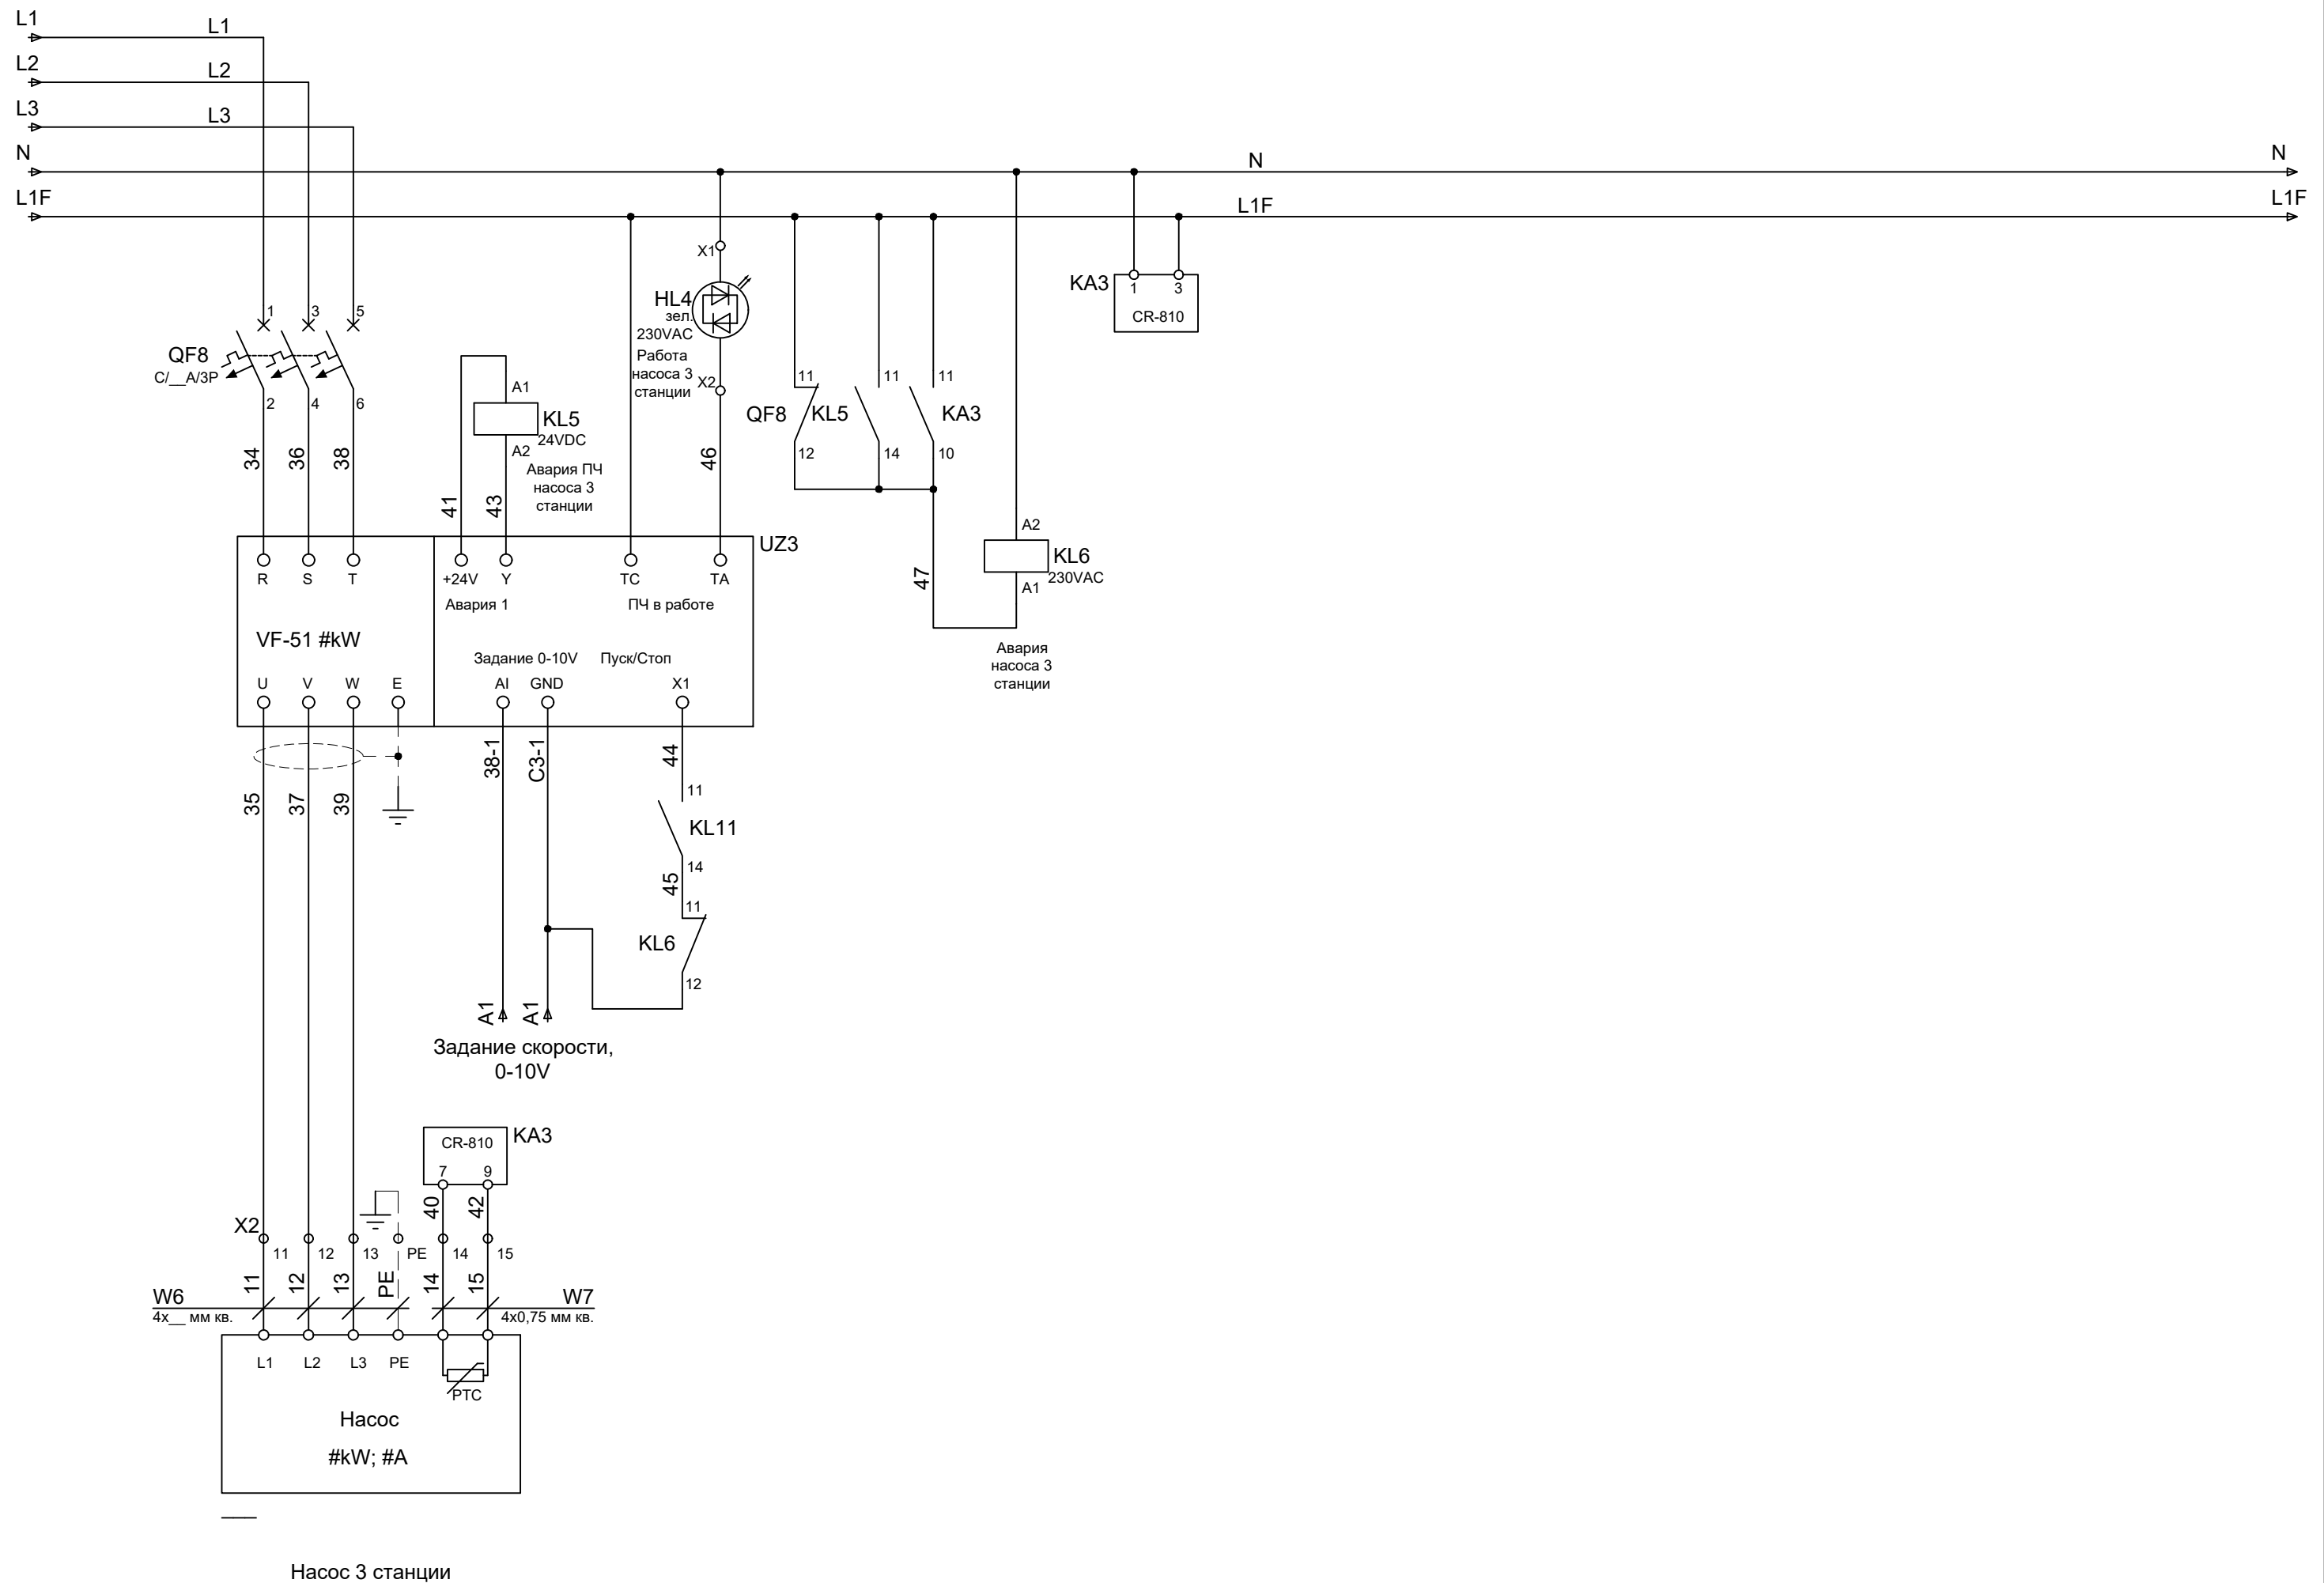 L1
L1
L2
L2
L3
L3
N
N
N
L1F
L1F
L1F
X1
HL4
зел.
230VAC
Работа
насоса 3
станции
X2
KA3
1
3
CR-810
1
3
5
QF8
C/__A/3P
2
4
6
A1
KL5
24VDC
A2
Авария ПЧ
насоса 3
станции
11
11
11
QF8
KL5
KA3
12
14
10
34
36
38
41
43
46
47
A2
KL6
230VAC
A1
Авария
насоса 3
станции
UZ3
R
S
T
+24V
Y
TC
TA
Авария 1
ПЧ в работе
VF-51 #kW
Задание 0-10V
Пуск/Стоп
U
V
W
E
AI
GND
X1
35
37
39
38-1
C3-1
44
11
KL11
14
45
11
KL6
12
A1
A1
Задание скорости,
0-10V
CR-810
KA3
7
9
40
42
X2
11
12
13
PE
14
15
11
12
13
PE
14
15
W6
4x__ мм кв.
W7
4x0,75 мм кв.
L1
L2
L3
PE
PTC
Насос
#kW; #A
Насос 3 станции